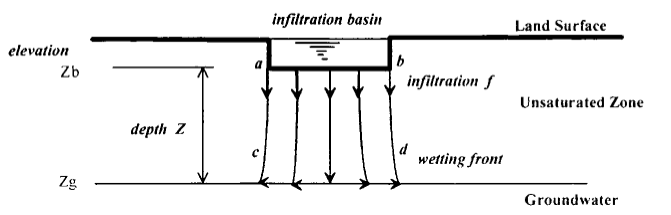 infiltration basin
Land Surface
elevation
a
b
Zb
infiltration f
Unsaturated Zone
depth Z
c
d
wetting front
Zg
Groundwater